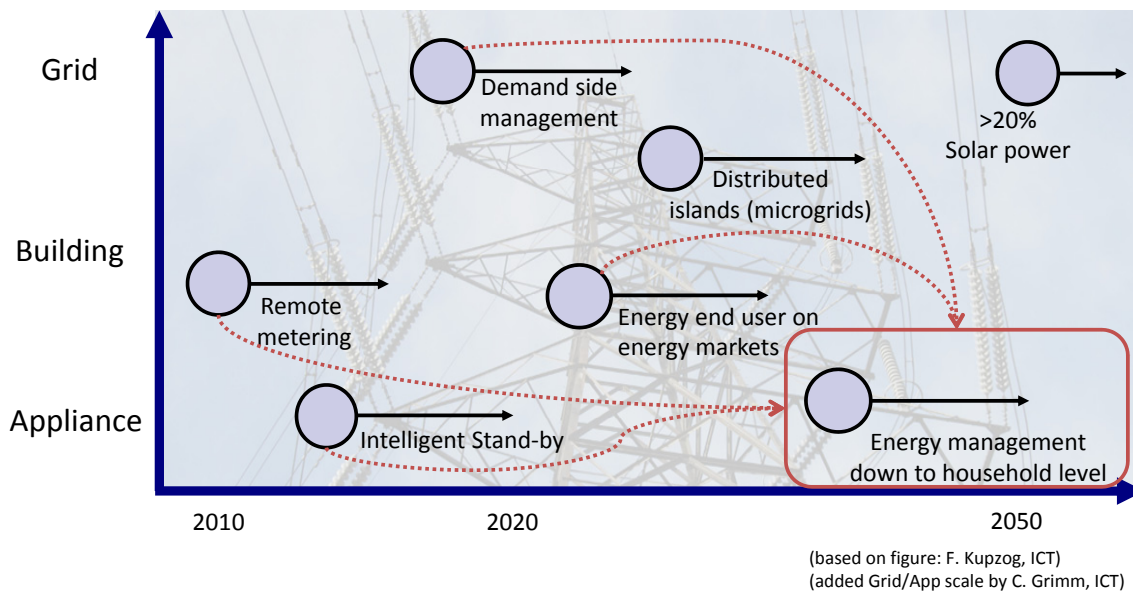 Grid
Demand side
management
>20%
Solar power
Distributed
islands (microgrids)
Building
Remote
metering
Energy end user on
energy markets
Appliance
Intelligent Stand-by
Energy management
down to household level
2010
2020
2050
(based on figure: F. Kupzog, ICT)
(added Grid/App scale by C. Grimm, ICT)